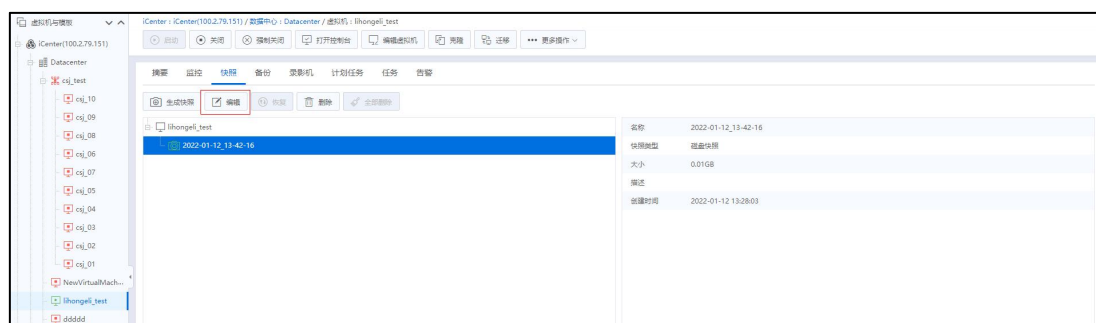 虚拟机与模板
iCenter：iCenter(100.2.79.151) / 数据中心：Datacenter / 虚拟机：lihongeli_test
启动 关闭 强制关闭 打开控制台 编辑虚拟机 克隆 迁移 ••• 更多操作
iCenter(100.2.79.151)
Datacenter
csj_test
csj_10
csj_09
csj_08
csj_06
csj_07
csj_05
csj_04
csj_03
csj_02
csj_01
NewVirtualMach...
lihongeli_test
ddddd
摘要 监控 快照 备份 录影机 计划任务 任务 告警
生成快照 编辑 恢复 删除 全部删除
lihongeli_test
2022-01-12_13-42-16
名称 2022-01-12_13-42-16
快照类型 磁盘快照
大小 0.01GB
描述
创建时间 2022-01-12 13:28:03